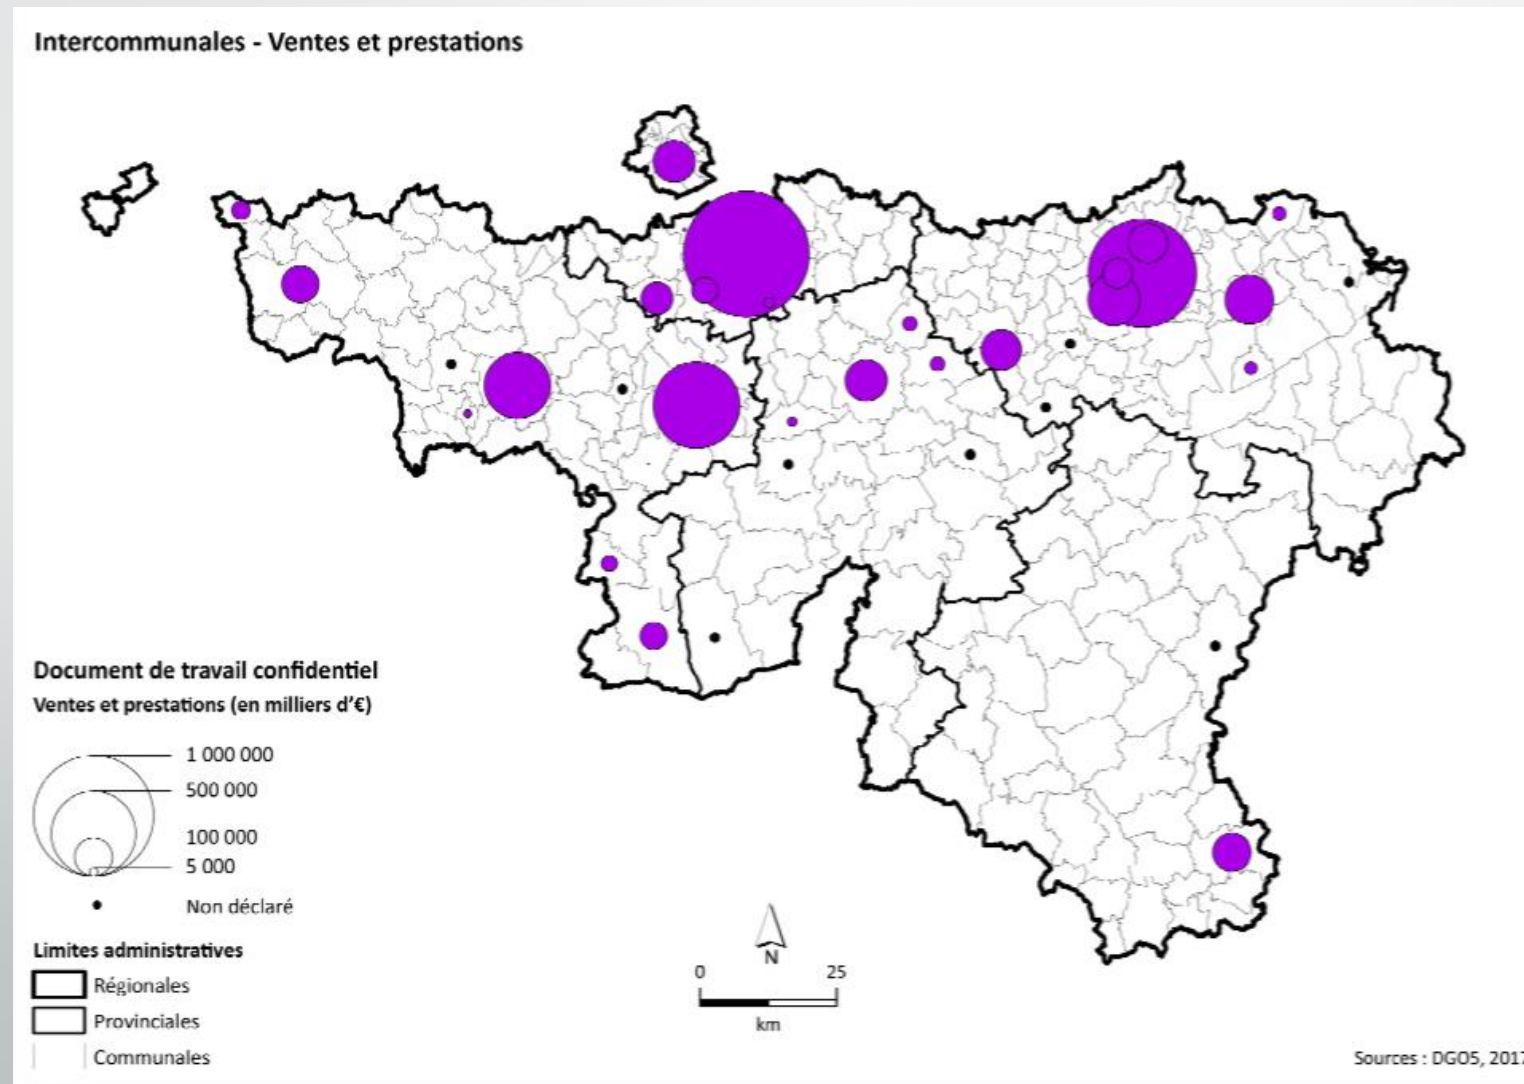 Intercommunales - Ventes et prestations
Document de travail confidentiel
Ventes et prestations (en milliers d'€)
1 000 000
500 000
100 000
5 000
Non déclaré
Limites administratives
Régionales
Provinciales
Communales
N
0 25
km
Sources : DGO5, 2017